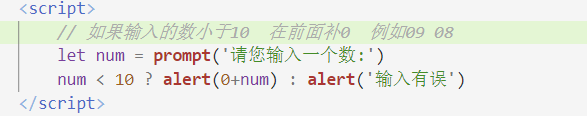 <script>
// 如果输入的数小于10  在前面补0  例如09 08
let num = prompt('请您输入一个数:')
num < 10 ? alert(0+num) : alert('输入有误')
</script>